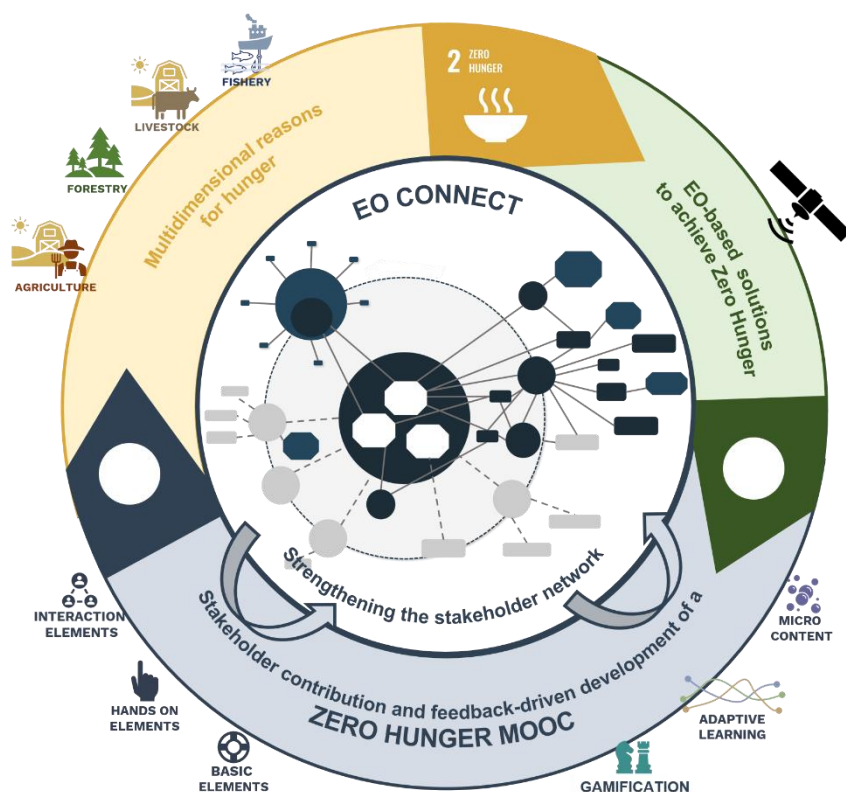 FISHERY
LIVESTOCK
FORESTRY
AGRICULTURE
Multidimensional reasons
for hunger
2 ZERO
HUNGER
EO-based solutions
to achieve Zero Hunger
EO CONNECT
Strengthening the stakeholder network
Stakeholder contribution and feedback-driven development of a
ZERO HUNGER MOOC
INTERACTION
ELEMENTS
HANDS ON
ELEMENTS
BASIC
ELEMENTS
GAMIFICATION
ADAPTIVE
LEARNING
MICRO
CONTENT